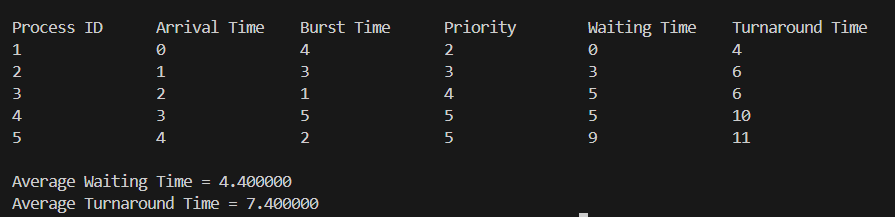 Process ID Arrival Time Burst Time Priority Waiting Time Turnaround Time
1 0 4 2 0 4
2 1 3 3 3 6
3 2 1 4 5 6
4 3 5 5 5 10
5 4 2 5 9 11
Average Waiting Time = 4.400000
Average Turnaround Time = 7.400000